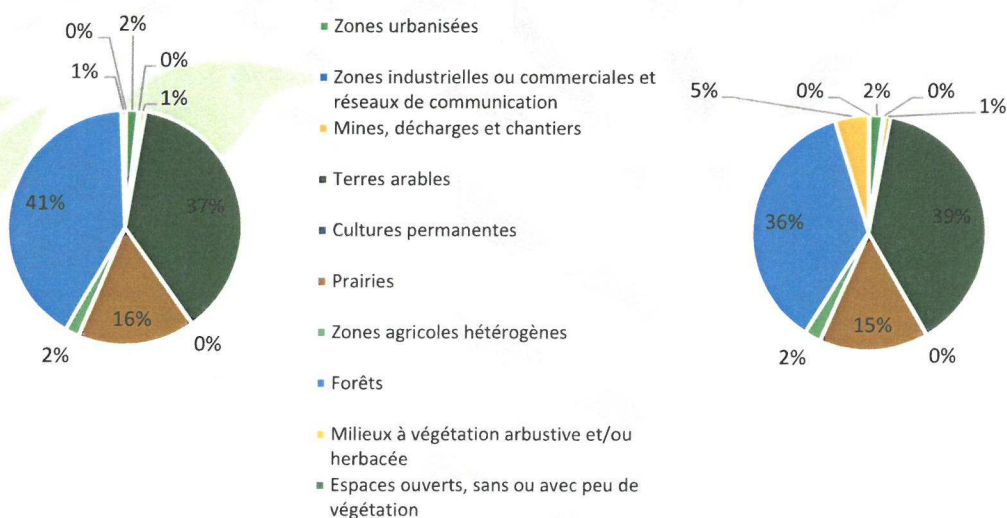 2%
0%
0%
1%
1%
41%
37%
16%
2%
0%
Zones urbanisées
Zones industrielles ou commerciales et
réseaux de communication
Mines, décharges et chantiers
Terres arables
Cultures permanentes
Prairies
Zones agricoles hétérogènes
Forêts
Milieux à végétation arbustive et/ou
herbacée
Espaces ouverts, sans ou avec peu de
végétation
5%
0%
2%
0%
1%
36%
39%
15%
2%
0%